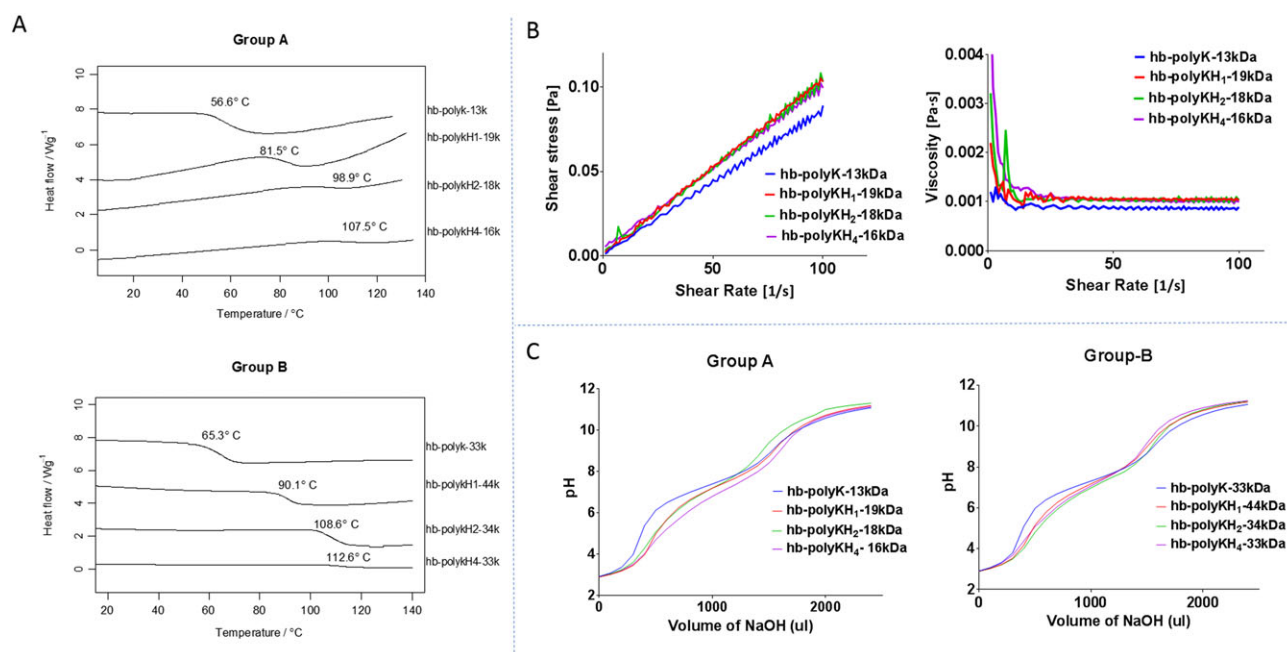 A
Group A
Heat flow / Wg⁻¹
10
8
6
4
2
0
56.6° C
81.5° C
98.9° C
107.5° C
hb-polyk-13k
hb-polykH1-19k
hb-polykH2-18k
hb-polykH4-16k
0 20 40 60 80 100 120 140
Temperature / °C
Group B
Heat flow / Wg⁻¹
10
8
6
4
2
0
65.3° C
90.1° C
108.6° C
112.6° C
hb-polyk-33k
hb-polykH1-44k
hb-polykH2-34k
hb-polykH4-33k
20 40 60 80 100 120 140
Temperature / °C
B
Shear stress [Pa]
0.10
0.05
0.00
hb-polyK-13kDa
hb-polyKH₁-19kDa
hb-polyKH₂-18kDa
hb-polyKH₄-16kDa
50 100
Shear Rate [1/s]
Viscosity [Pa·s]
0.004
0.003
0.002
0.001
0.000
hb-polyK-13kDa
hb-polyKH₁-19kDa
hb-polyKH₂-18kDa
hb-polyKH₄-16kDa
0 50 100
Shear Rate [1/s]
C
Group A
pH
12
10
8
6
4
2
hb-polyK-13kDa
hb-polyKH₁-19kDa
hb-polyKH₂-18kDa
hb-polyKH₄- 16kDa
0 1000 2000
Volume of NaOH (ul)
Group-B
pH
12
10
8
6
4
2
hb-polyK-33kDa
hb-polyKH₁-44kDa
hb-polyKH₂-34kDa
hb-polyKH₄-33kDa
0 1000 2000
Volume of NaOH (ul)